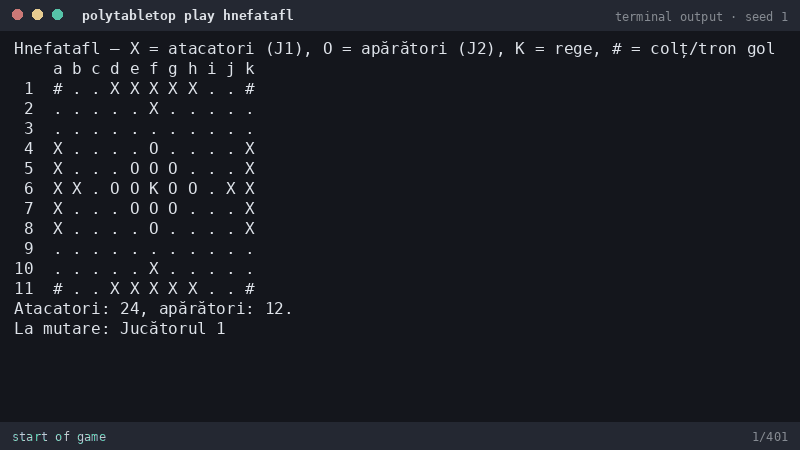 polytabletop play hnefatafl
terminal output · seed 1
Hnefatafl — X = atacatori (J1), O = apărători (J2), K = rege, # = colț/tron gol
a b c d e f g h i j k
1 # . . X X X X X . . #
2 . . . . . X . . . . .
3 . . . . . . . . . . .
4 X . . . . O . . . . X
5 X . . . O O O . . . X
6 X X . O O K O O . X X
7 X . . . O O O . . . X
8 X . . . . O . . . . X
9 . . . . . . . . . . .
10 . . . . . X . . . . .
11 # . . X X X X X . . #
Atacatori: 24, apărători: 12.
La mutare: Jucătorul 1
start of game
1/401